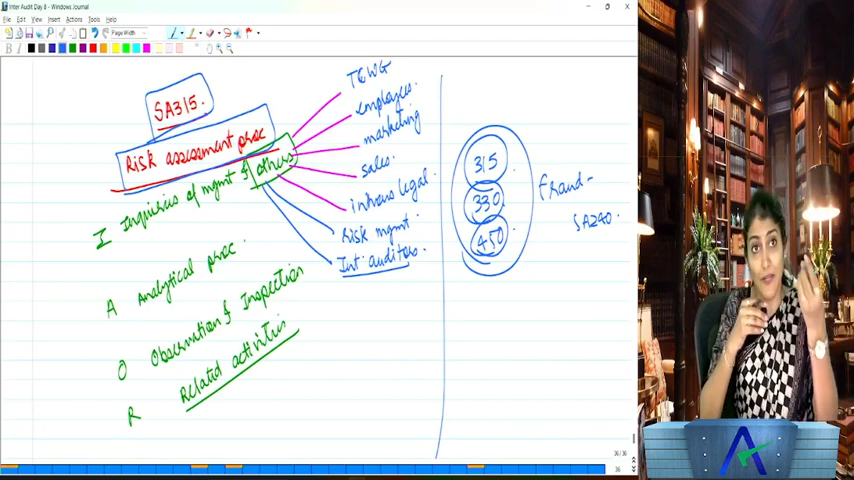 Inter Audit Day 8 - Windows Journal
File Edit View Insert Actions Tools Help
Page Width
SA315.
Risk assessment proc
I Inquiries of mgmt & others
TCWG
employees.
marketing
sales.
inhouse legal.
Risk mgmt.
Int. auditors.
A Analytical proc.
O Observation & Inspection
R Related activities
315
330
450
Fraud-
SA240.
36/36
36